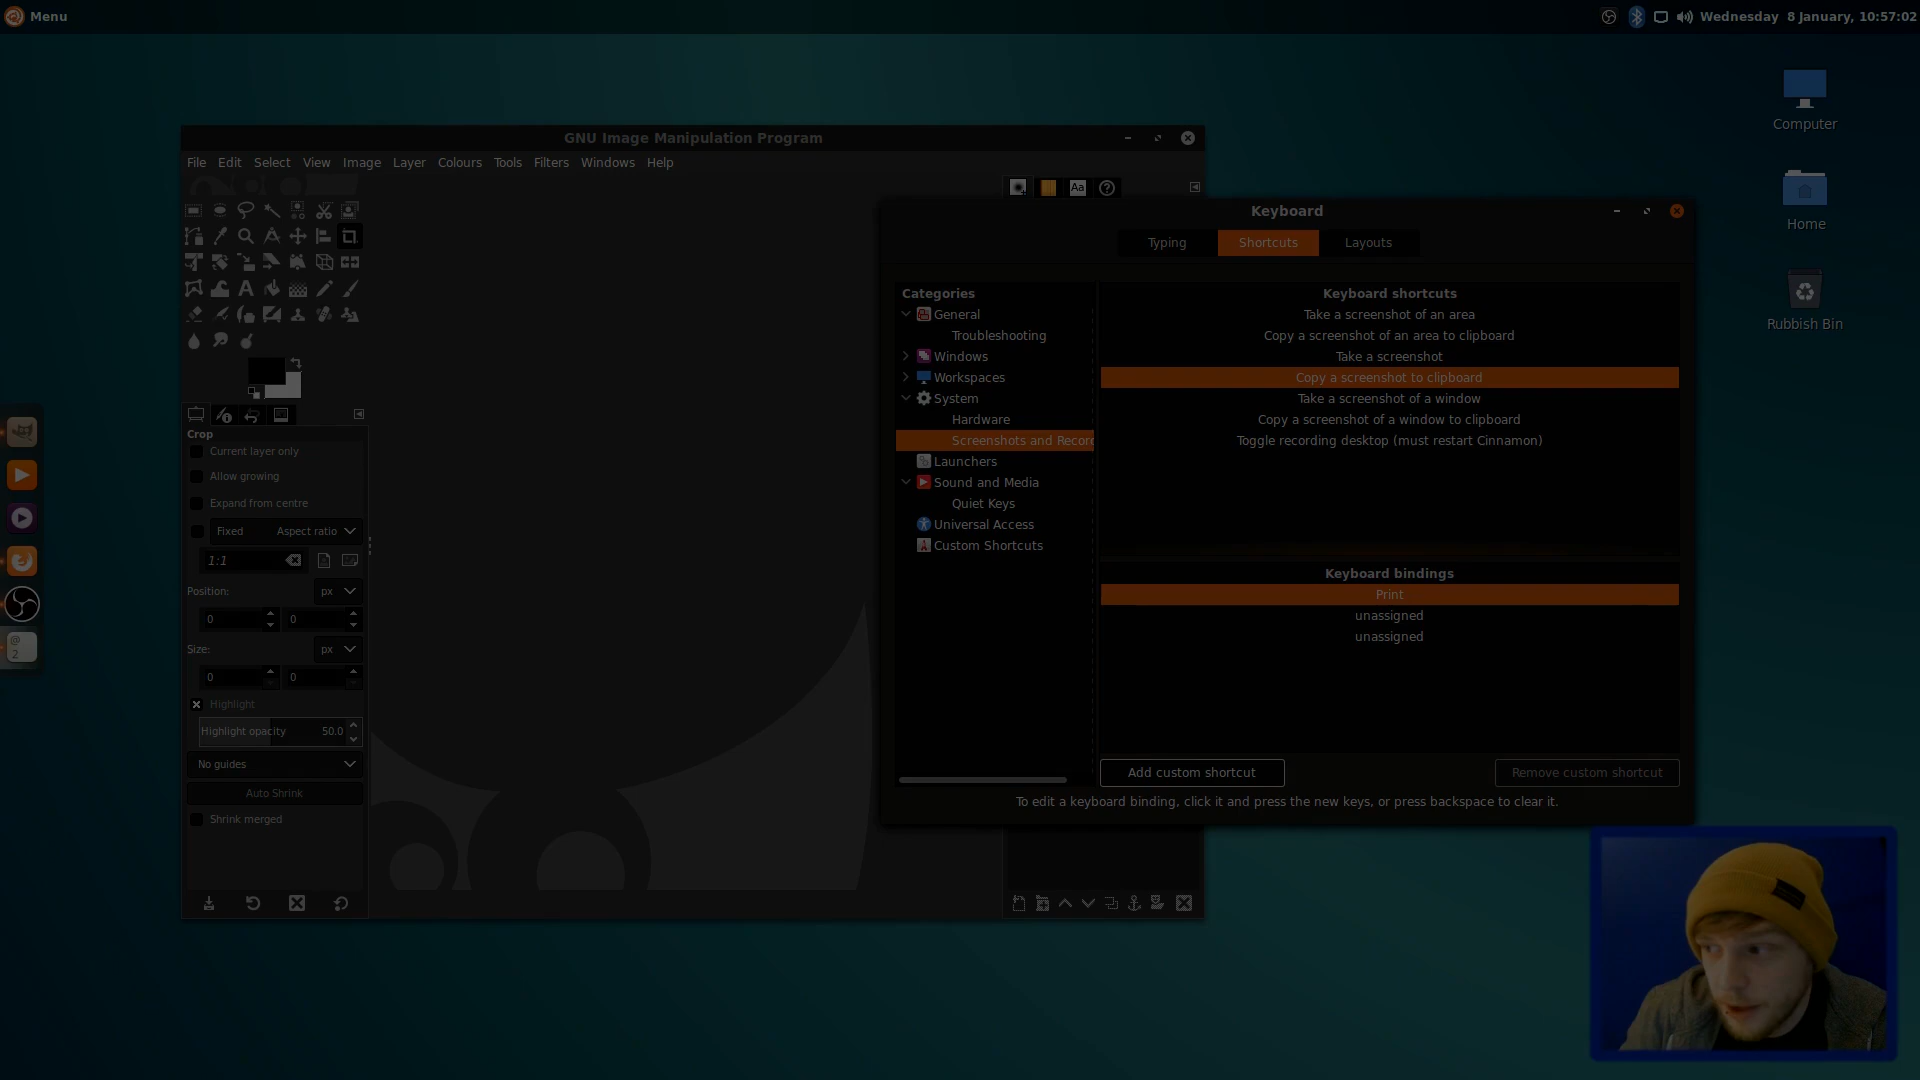 Menu
Wednesday 8 January, 10:57:02
Computer
Home
Rubbish Bin
GNU Image Manipulation Program
File Edit Select View Image Layer Colours Tools Filters Windows Help
Aa
Crop
Current layer only
Allow growing
Expand from centre
Fixed Aspect ratio
1:1
Position: px
0 0
Size: px
0 0
Highlight
Highlight opacity 50.0
No guides
Auto Shrink
Shrink merged
@
2
Keyboard
Typing Shortcuts Layouts
Categories
General
Troubleshooting
Windows
Workspaces
System
Hardware
Screenshots and Recor
Launchers
Sound and Media
Quiet Keys
Universal Access
Custom Shortcuts
Keyboard shortcuts
Take a screenshot of an area
Copy a screenshot of an area to clipboard
Take a screenshot
Copy a screenshot to clipboard
Take a screenshot of a window
Copy a screenshot of a window to clipboard
Toggle recording desktop (must restart Cinnamon)
Keyboard bindings
Print
unassigned
unassigned
Add custom shortcut Remove custom shortcut
To edit a keyboard binding, click it and press the new keys, or press backspace to clear it.